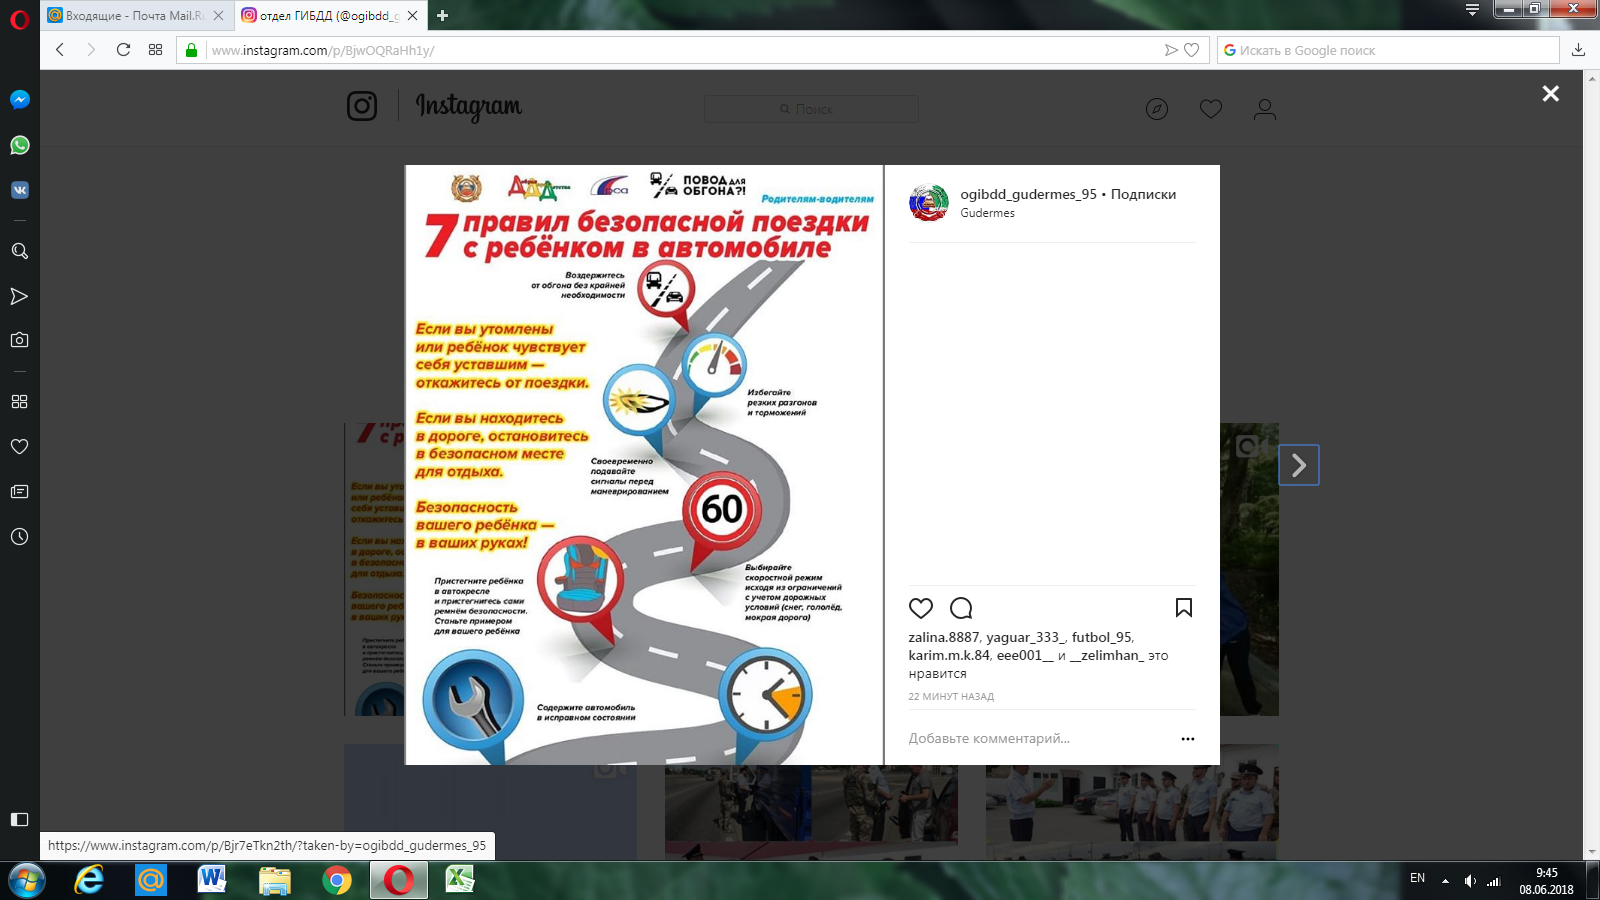 Входящие - Почта Mail.Ru
отдел ГИБДД (@ogibdd_g
www.instagram.com/p/BjwOQRaHh1y/
Искать в Google поиск
Instagram
Поиск
ПОВОД ДЛЯ
ОБГОНА?!
Родителям-водителям
7 правил безопасной поездки
с ребёнком в автомобиле
Воздержитесь
от обгона без крайней
необходимости
Если вы утомлены
или ребёнок чувствует
себя уставшим —
откажитесь от поездки.
Избегайте
резких разгонов
и торможений
Если вы находитесь
в дороге, остановитесь
в безопасном месте
для отдыха.
Своевременно
подавайте
сигналы перед
маневрированием
60
Безопасность
вашего ребёнка —
в ваших руках!
Пристегните ребёнка
в автокресле
и пристегнитесь сами
ремнём безопасности.
Станьте примером
для вашего ребёнка
Выбирайте
скоростной режим
исходя из ограничений
с учетом дорожных
условий (снег, гололёд,
мокрая дорога)
Содержите автомобиль
в исправном состоянии
ogibdd_gudermes_95 • Подписки
Gudermes
zalina.8887, yaguar_333_, futbol_95,
karim.m.k.84, eee001__ и __zelimhan_ это
нравится
22 МИНУТ НАЗАД
Добавьте комментарий...
https://www.instagram.com/p/Bjr7eTkn2th/?taken-by=ogibdd_gudermes_95
EN
9:45
08.06.2018